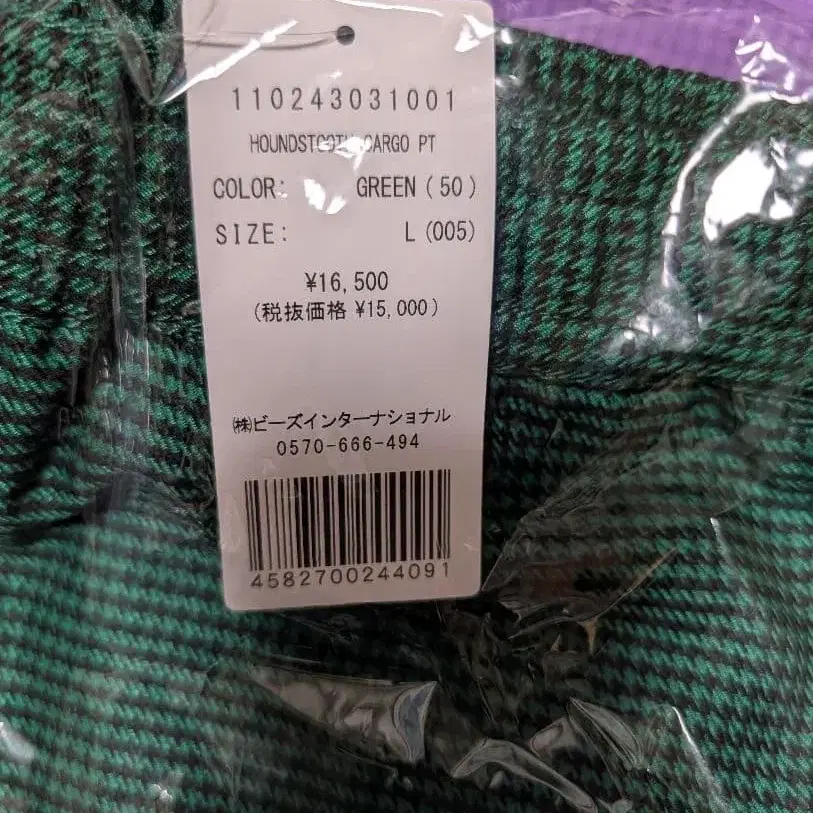 110243031001
HOUNDSTOOTH CARGO PT
COLOR: GREEN(50)
SIZE: L(005)
¥16,500
(税抜価格 ¥15,000)
㈱ビーズインターナショナル
0570-666-494
4582700244091